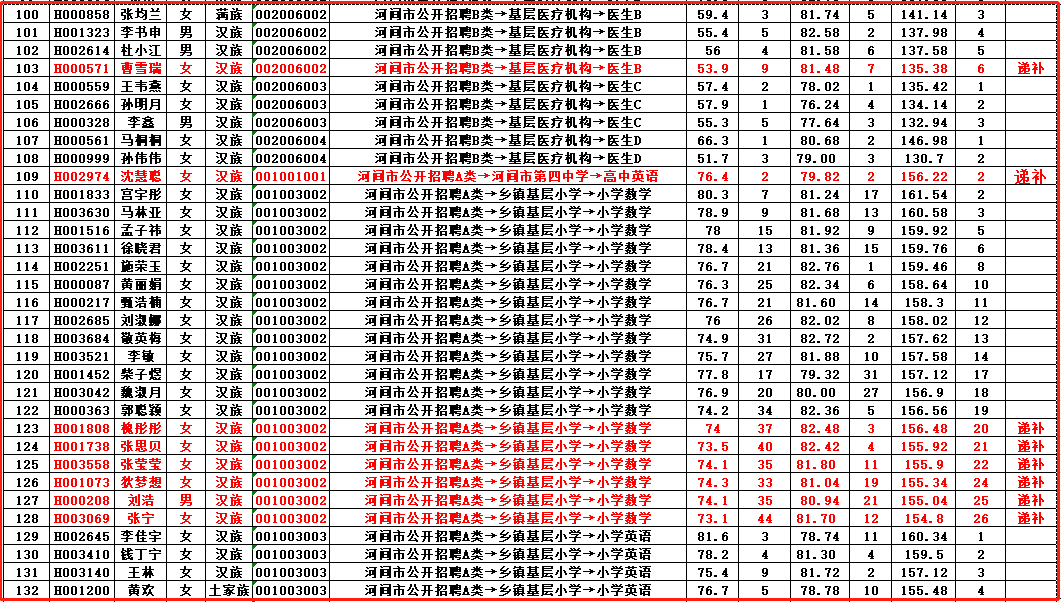 100 H000858 张均兰 女 满族 002006002 河间市公开招聘B类→基层医疗机构→医生B 59.4 3 81.74 5 141.14 3
101 H001323 李书申 男 汉族 002006002 河间市公开招聘B类→基层医疗机构→医生B 55.4 5 82.58 2 137.98 4
102 H002614 杜小江 男 汉族 002006002 河间市公开招聘B类→基层医疗机构→医生B 56 4 81.58 6 137.58 5
103 H000571 曹雪瑞 女 汉族 002006002 河间市公开招聘B类→基层医疗机构→医生B 53.9 9 81.48 7 135.38 6 递补
104 H000559 王韦燕 女 汉族 002006003 河间市公开招聘B类→基层医疗机构→医生C 57.4 2 78.02 1 135.42 1
105 H002666 孙明月 女 汉族 002006003 河间市公开招聘B类→基层医疗机构→医生C 57.9 1 76.24 4 134.14 2
106 H000328 李鑫 男 汉族 002006003 河间市公开招聘B类→基层医疗机构→医生C 55.3 5 77.64 3 132.94 3
107 H000561 马桐桐 女 汉族 002006004 河间市公开招聘B类→基层医疗机构→医生D 66.3 1 80.68 2 146.98 1
108 H000999 孙伟伟 女 汉族 002006004 河间市公开招聘B类→基层医疗机构→医生D 51.7 3 79.00 3 130.7 2
109 H002974 沈慧聪 女 汉族 001001001 河间市公开招聘A类→河间市第四中学→高中英语 76.4 2 79.82 2 156.22 2 递补
110 H001833 宫宇彤 女 汉族 001003002 河间市公开招聘A类→乡镇基层小学→小学数学 80.3 7 81.24 17 161.54 2
111 H003630 马林亚 女 汉族 001003002 河间市公开招聘A类→乡镇基层小学→小学数学 78.9 9 81.68 13 160.58 3
112 H001516 孟子祎 女 汉族 001003002 河间市公开招聘A类→乡镇基层小学→小学数学 78 15 81.92 9 159.92 5
113 H003611 徐晓君 女 汉族 001003002 河间市公开招聘A类→乡镇基层小学→小学数学 78.4 13 81.36 15 159.76 6
114 H002251 施荣玉 女 汉族 001003002 河间市公开招聘A类→乡镇基层小学→小学数学 76.7 21 82.76 1 159.46 8
115 H000087 黄丽娟 女 汉族 001003002 河间市公开招聘A类→乡镇基层小学→小学数学 76.3 25 82.34 6 158.64 10
116 H000217 甄浩楠 女 汉族 001003002 河间市公开招聘A类→乡镇基层小学→小学数学 76.7 21 81.60 14 158.3 11
117 H002685 刘淑娜 女 汉族 001003002 河间市公开招聘A类→乡镇基层小学→小学数学 76 26 82.02 8 158.02 12
118 H003684 敬英梅 女 汉族 001003002 河间市公开招聘A类→乡镇基层小学→小学数学 74.9 31 82.72 2 157.62 13
119 H003521 李敏 女 汉族 001003002 河间市公开招聘A类→乡镇基层小学→小学数学 75.7 27 81.88 10 157.58 14
120 H001452 柴子煜 女 汉族 001003002 河间市公开招聘A类→乡镇基层小学→小学数学 77.8 17 79.32 31 157.12 17
121 H003042 魏淑月 女 汉族 001003002 河间市公开招聘A类→乡镇基层小学→小学数学 76.9 20 80.00 27 156.9 18
122 H000363 郭聪颖 女 汉族 001003002 河间市公开招聘A类→乡镇基层小学→小学数学 74.2 34 82.36 5 156.56 19
123 H001808 槐彤彤 女 汉族 001003002 河间市公开招聘A类→乡镇基层小学→小学数学 74 37 82.48 3 156.48 20 递补
124 H001738 张思贝 女 汉族 001003002 河间市公开招聘A类→乡镇基层小学→小学数学 73.5 40 82.42 4 155.92 21 递补
125 H003558 张莹莹 女 汉族 001003002 河间市公开招聘A类→乡镇基层小学→小学数学 74.1 35 81.80 11 155.9 22 递补
126 H001073 狄梦想 女 汉族 001003002 河间市公开招聘A类→乡镇基层小学→小学数学 74.3 33 81.04 19 155.34 24 递补
127 H000208 刘浩 男 汉族 001003002 河间市公开招聘A类→乡镇基层小学→小学数学 74.1 35 80.94 21 155.04 25 递补
128 H003069 张宁 女 汉族 001003002 河间市公开招聘A类→乡镇基层小学→小学数学 73.1 44 81.70 12 154.8 26 递补
129 H002645 李佳宇 女 汉族 001003003 河间市公开招聘A类→乡镇基层小学→小学英语 81.6 3 78.74 11 160.34 1
130 H003410 钱丁宁 女 汉族 001003003 河间市公开招聘A类→乡镇基层小学→小学英语 78.2 4 81.30 4 159.5 2
131 H003140 王林 女 汉族 001003003 河间市公开招聘A类→乡镇基层小学→小学英语 75.4 9 81.72 2 157.12 3
132 H001200 黄欢 女 土家族 001003003 河间市公开招聘A类→乡镇基层小学→小学英语 76.7 5 78.78 10 155.48 4